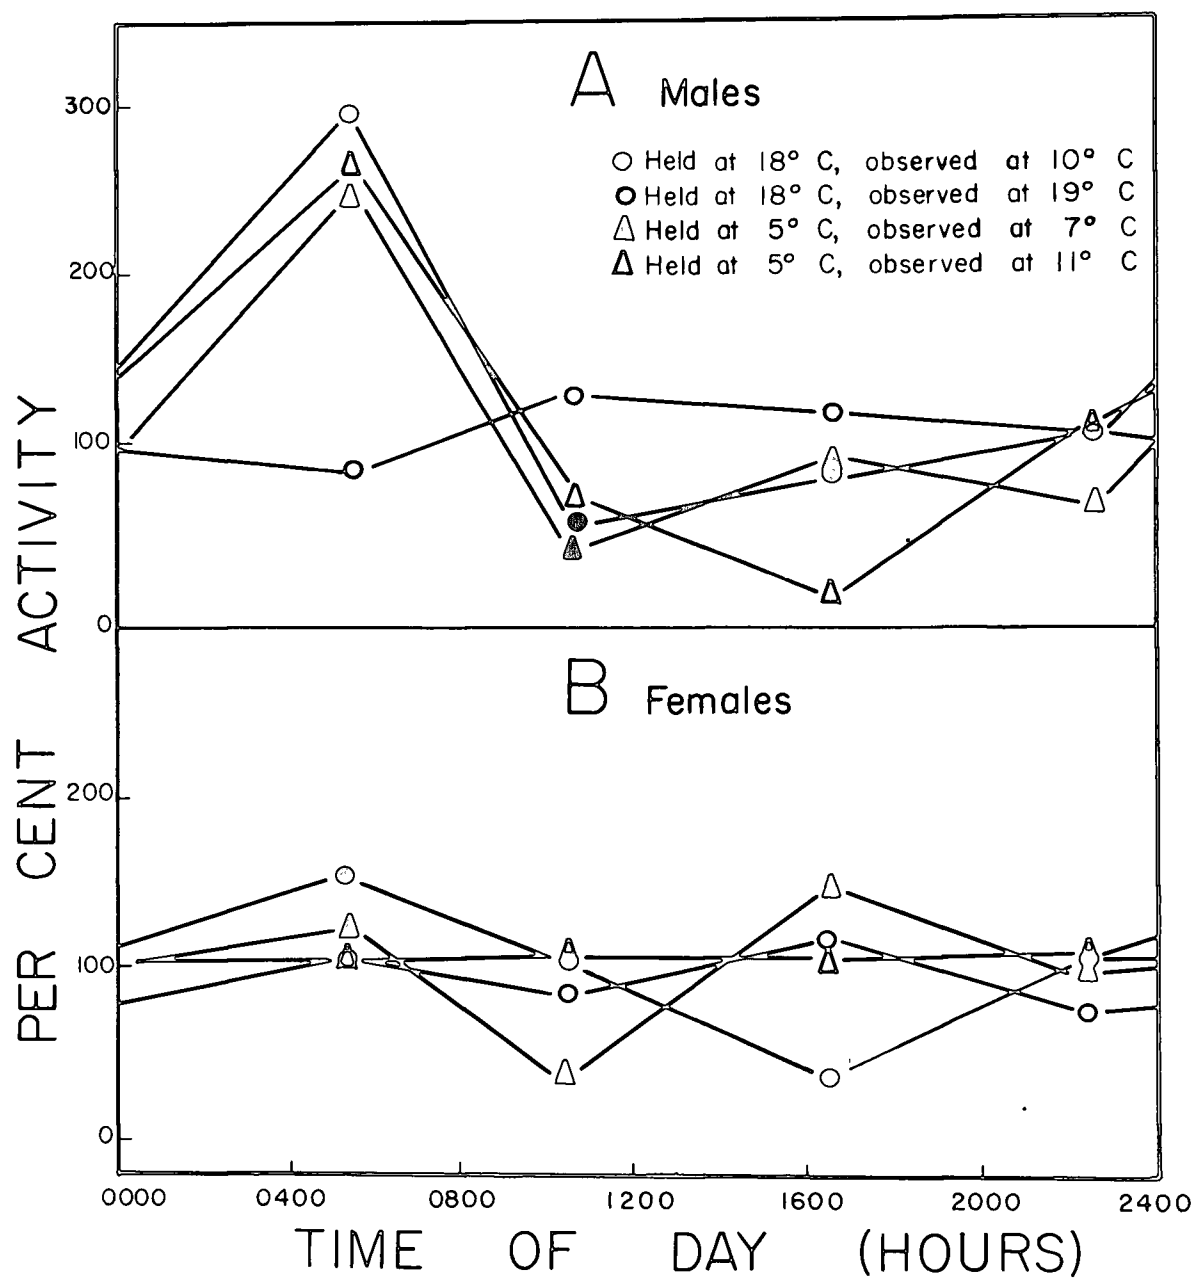 A Males
Held at 18° C, observed at 10° C
Held at 18° C, observed at 19° C
Held at 5° C, observed at 7° C
Held at 5° C, observed at 11° C
300
200
100
0
B Females
200
100
0
PER CENT ACTIVITY
0000 0400 0800 1200 1600 2000 2400
TIME OF DAY (HOURS)